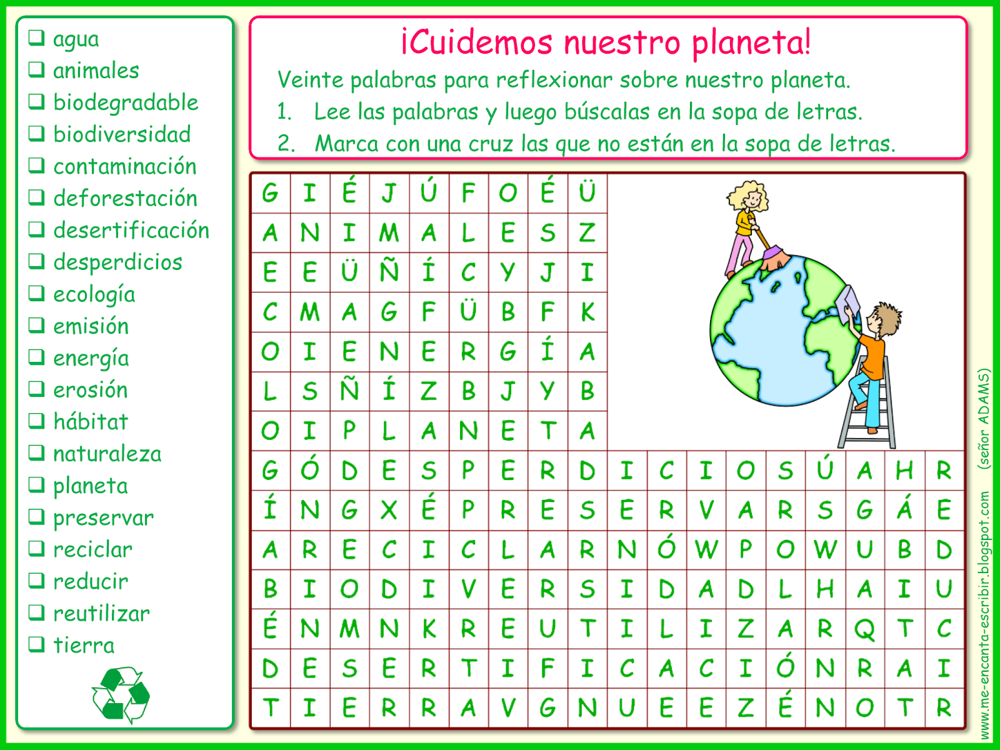 agua
animales
biodegradable
biodiversidad
contaminación
deforestación
desertificación
desperdicios
ecología
emisión
energía
erosión
hábitat
naturaleza
planeta
preservar
reciclar
reducir
reutilizar
tierra
¡Cuidemos nuestro planeta!
Veinte palabras para reflexionar sobre nuestro planeta.
1. Lee las palabras y luego búscalas en la sopa de letras.
2. Marca con una cruz las que no están en la sopa de letras.
G I É J Ú F O É Ü
A N I M A L E S Z
E E Ü Ñ Í C Y J I
C M A G F Ü B F K
O I E N E R G Í A
L S Ñ Í Z B J Y B
O I P L A N E T A
G Ó D E S P E R D I C I O S Ú A H R
Í N G X É P R E S E R V A R S G Á E
A R E C I C L A R N Ó W P O W U B D
B I O D I V E R S I D A D L H A I U
É N M N K R E U T I L I Z A R Q T C
D E S E R T I F I C A C I Ó N R A I
T I E R R A V G N U E E Z É N O T R
www.me-encanta-escribir.blogspot.com (señor ADAMS)